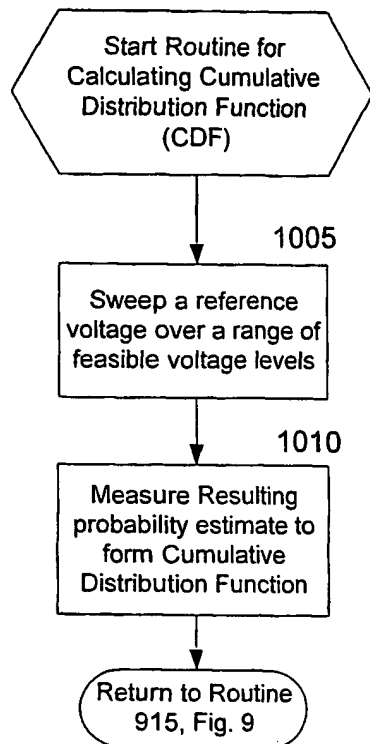 Start Routine for
Calculating Cumulative
Distribution Function
(CDF)
1005
Sweep a reference
voltage over a range of
feasible voltage levels
1010
Measure Resulting
probability estimate to
form Cumulative
Distribution Function
Return to Routine
915, Fig. 9